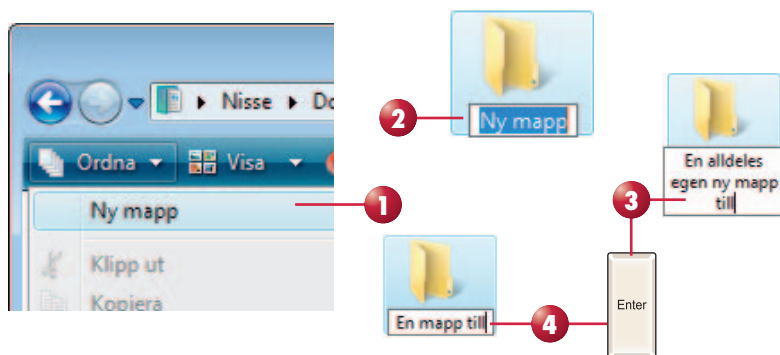 Nisse Do
Ordna Visa
Ny mapp
Klipp ut
Kopiera
1
2
Ny mapp
En alldeles
egen ny mapp
till
3
Enter
En mapp till
4